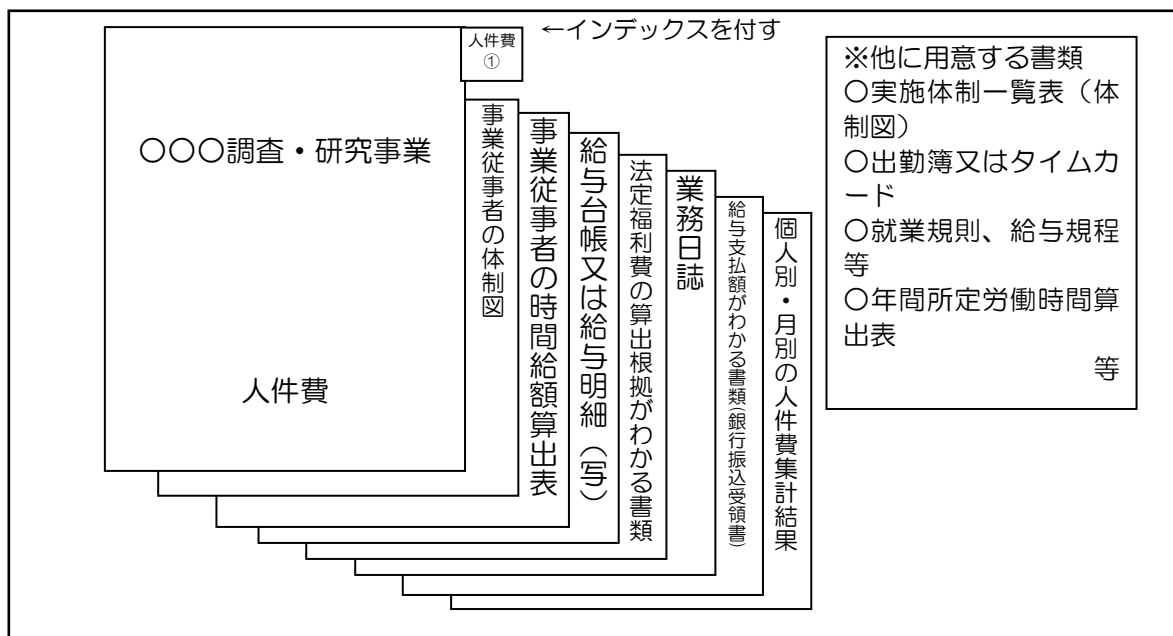 人件費
①
←インデックスを付す
○○○調査・研究事業
人件費
事業従事者の体制図
事業従事者の時間給額算出表
給与台帳又は給与明細（写）
法定福利費の算出根拠がわかる書類
業務日誌
給与支払額がわかる書類(銀行振込受領書)
個人別・月別の人件費集計結果
※他に用意する書類
○実施体制一覧表（体
制図）
○出勤簿又はタイムカ
ード
○就業規則、給与規程
等
○年間所定労働時間算
出表
等